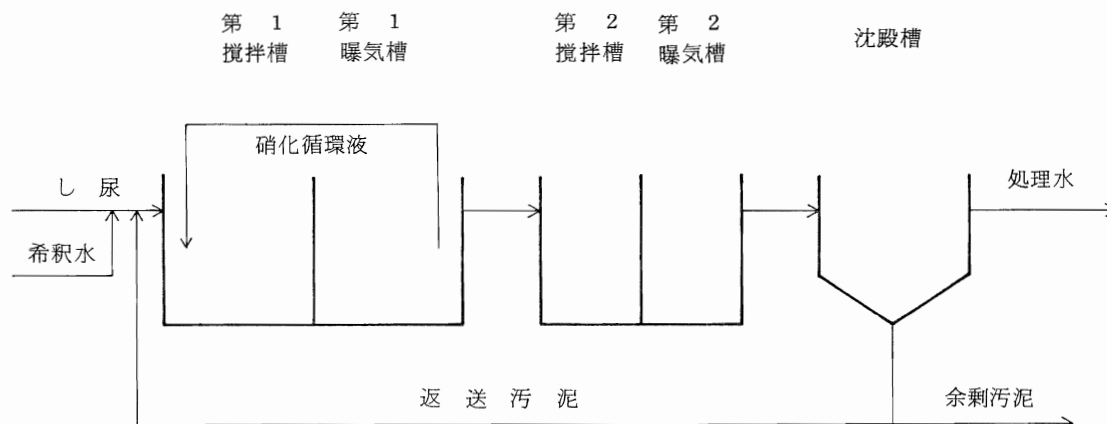 第 1
撹拌槽
第 1
曝気槽
第 2
撹拌槽
第 2
曝気槽
沈殿槽
硝化循環液
し 尿
処理水
希釈水
返 送 汚 泥
余剰汚泥